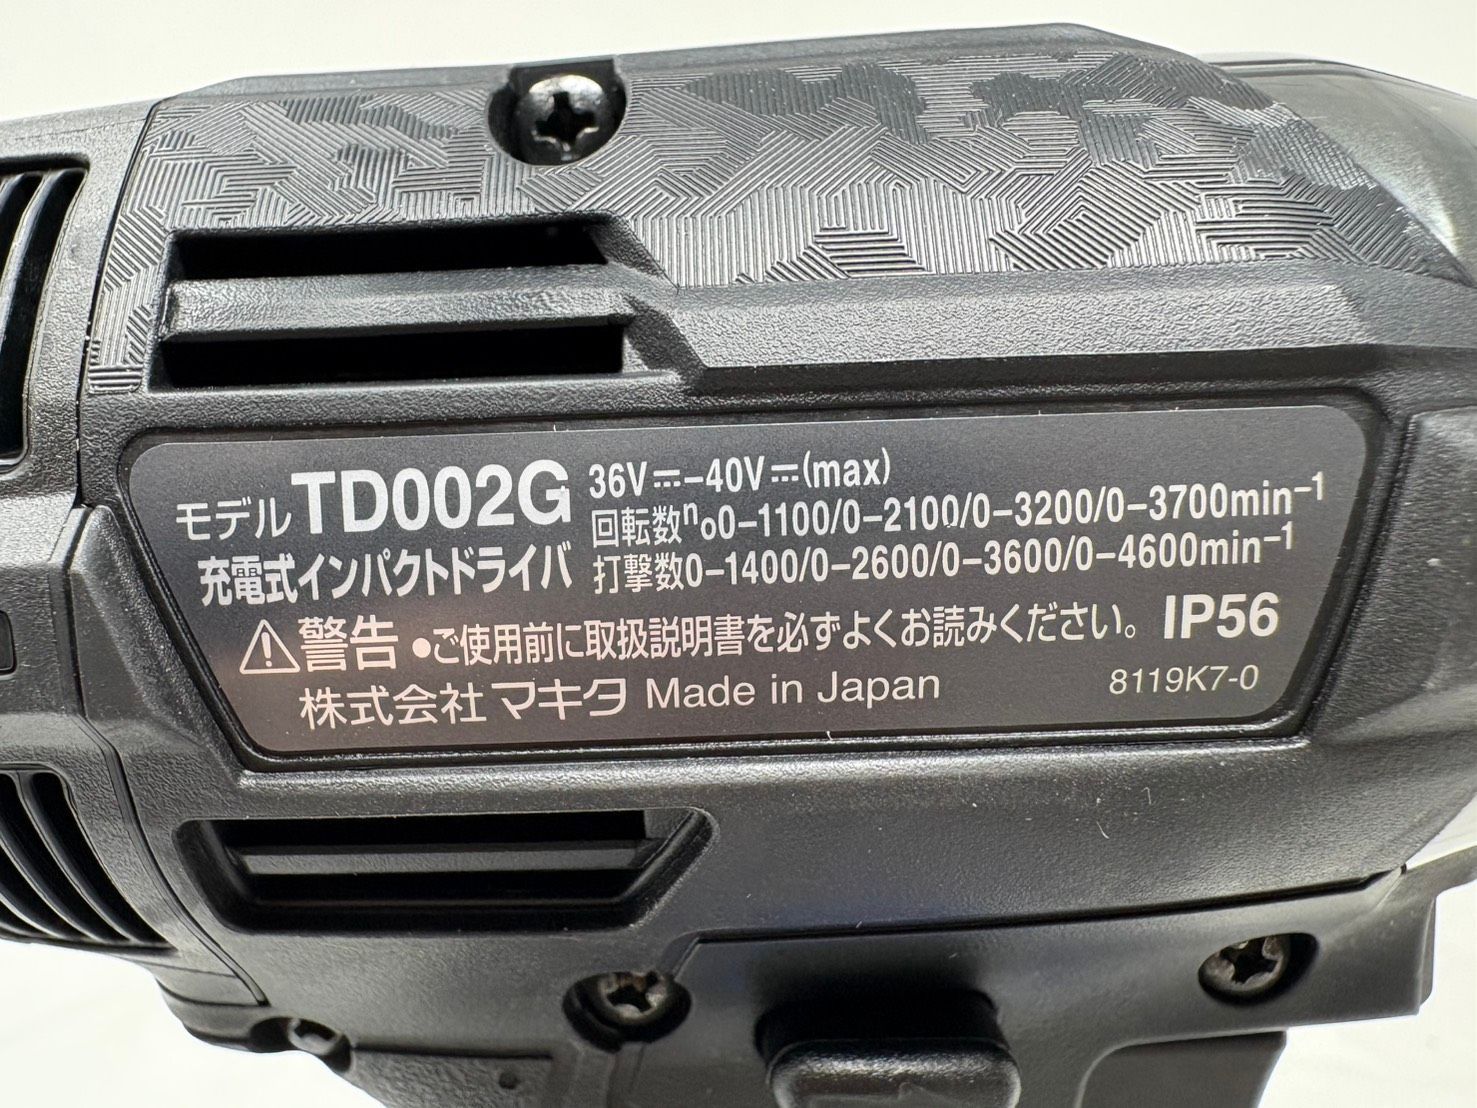 モデル TD002G 36V⎓–40V⎓(max)
回転数n₀0–1100/0–2100/0–3200/0–3700min⁻¹
充電式インパクトドライバ 打撃数0–1400/0–2600/0–3600/0–4600min⁻¹
⚠警告 ●ご使用前に取扱説明書を必ずよくお読みください。 IP56
株式会社 マキタ Made in Japan 8119K7-0